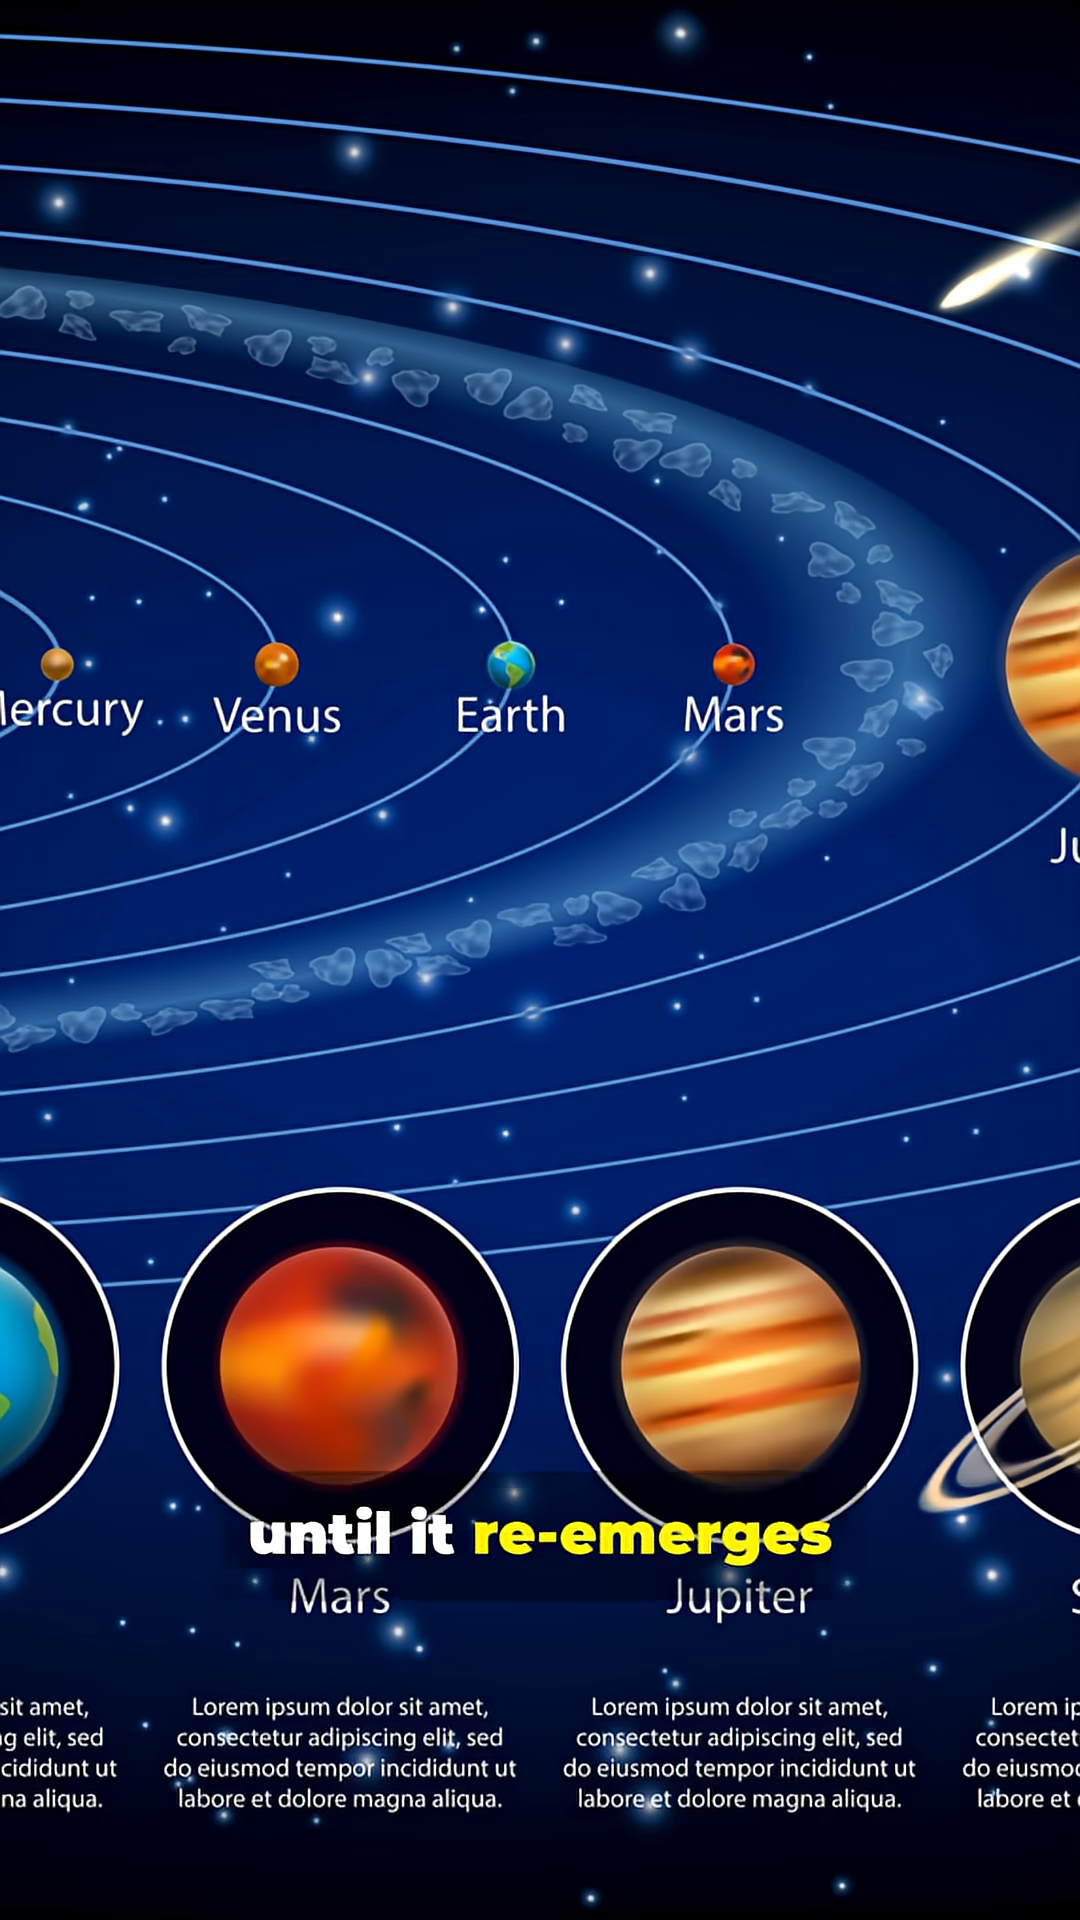 ercury
Venus
Earth
Mars
Ju
until it re-emerges
Mars
Jupiter
S
sit amet,
g elit, sed
cididunt ut
na aliqua.
Lorem ipsum dolor sit amet,
consectetur adipiscing elit, sed
do eiusmod tempor incididunt ut
labore et dolore magna aliqua.
Lorem ipsum dolor sit amet,
consectetur adipiscing elit, sed
do eiusmod tempor incididunt ut
labore et dolore magna aliqua.
Lorem ip
consectet
do eiusmod
labore et